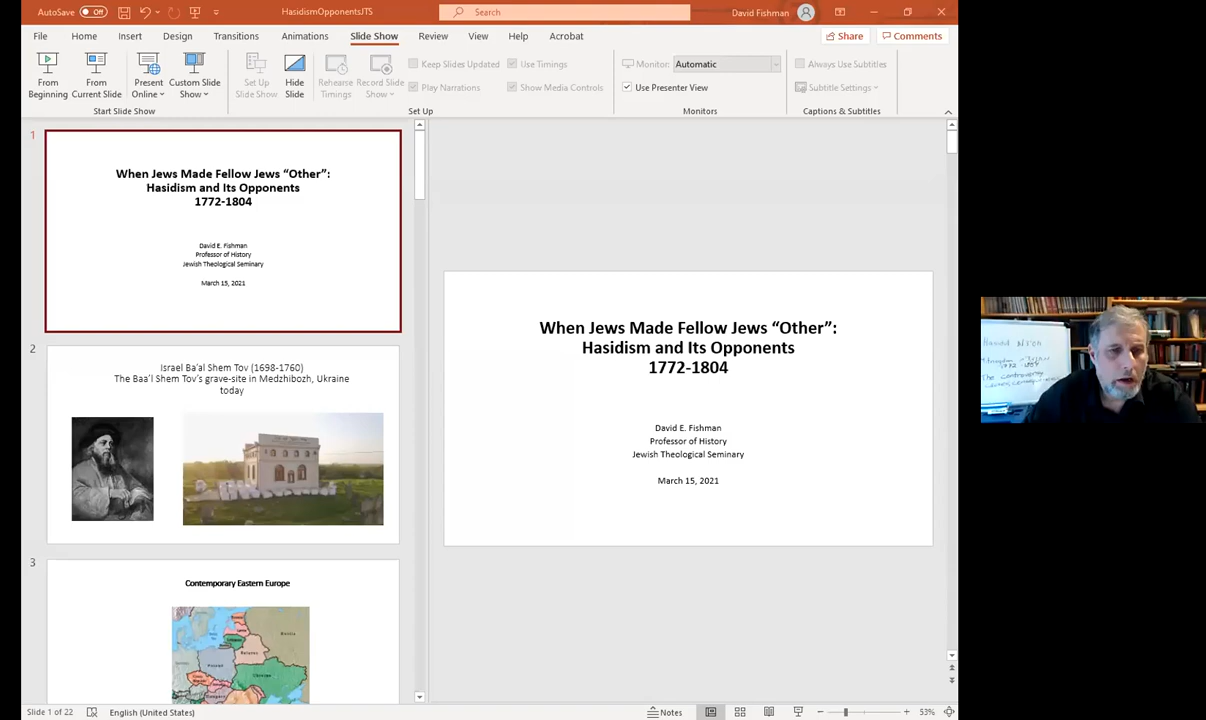 AutoSave
Off
HasidismOpponentsJTS
Search
David Fishman
File
Home
Insert
Design
Transitions
Animations
Slide Show
Review
View
Help
Acrobat
Share
Comments
From
Beginning
From
Current Slide
Present
Online
Custom Slide
Show
Set Up
Slide Show
Hide
Slide
Rehearse
Timings
Record Slide
Show
Keep Slides Updated
Play Narrations
Use Timings
Show Media Controls
Monitor:
Automatic
Use Presenter View
Always Use Subtitles
Subtitle Settings
Start Slide Show
Set Up
Monitors
Captions & Subtitles
1
When Jews Made Fellow Jews “Other”:
Hasidism and Its Opponents
1772-1804
David E. Fishman
Professor of History
Jewish Theological Seminary
March 15, 2021
2
Israel Ba’al Shem Tov (1698-1760)
The Baa’l Shem Tov’s grave-site in Medzhibozh, Ukraine
today
3
Contemporary Eastern Europe
When Jews Made Fellow Jews “Other”:
Hasidism and Its Opponents
1772-1804
David E. Fishman
Professor of History
Jewish Theological Seminary
March 15, 2021
Hasid
1772
The controversy
Slide 1 of 22
English (United States)
Notes
53%